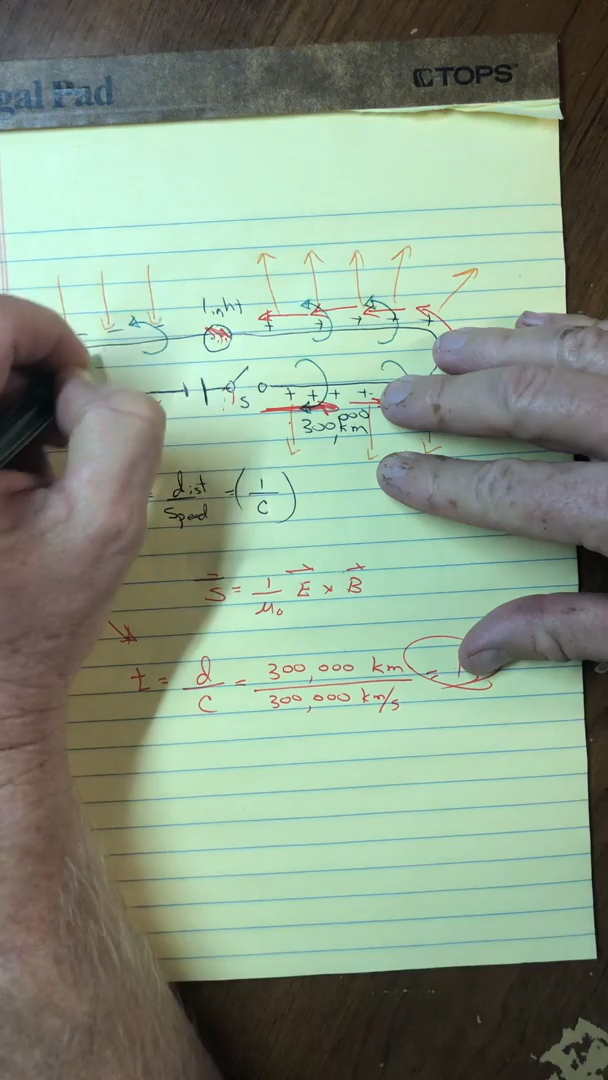 gal Pad
TOPS
light
+ + + +
+ + + +
S
300,000
km
= dist / Speed = (1 / c)
S = 1/μ₀ E × B
t = d / c = 300,000 km / 300,000 km/s = 1